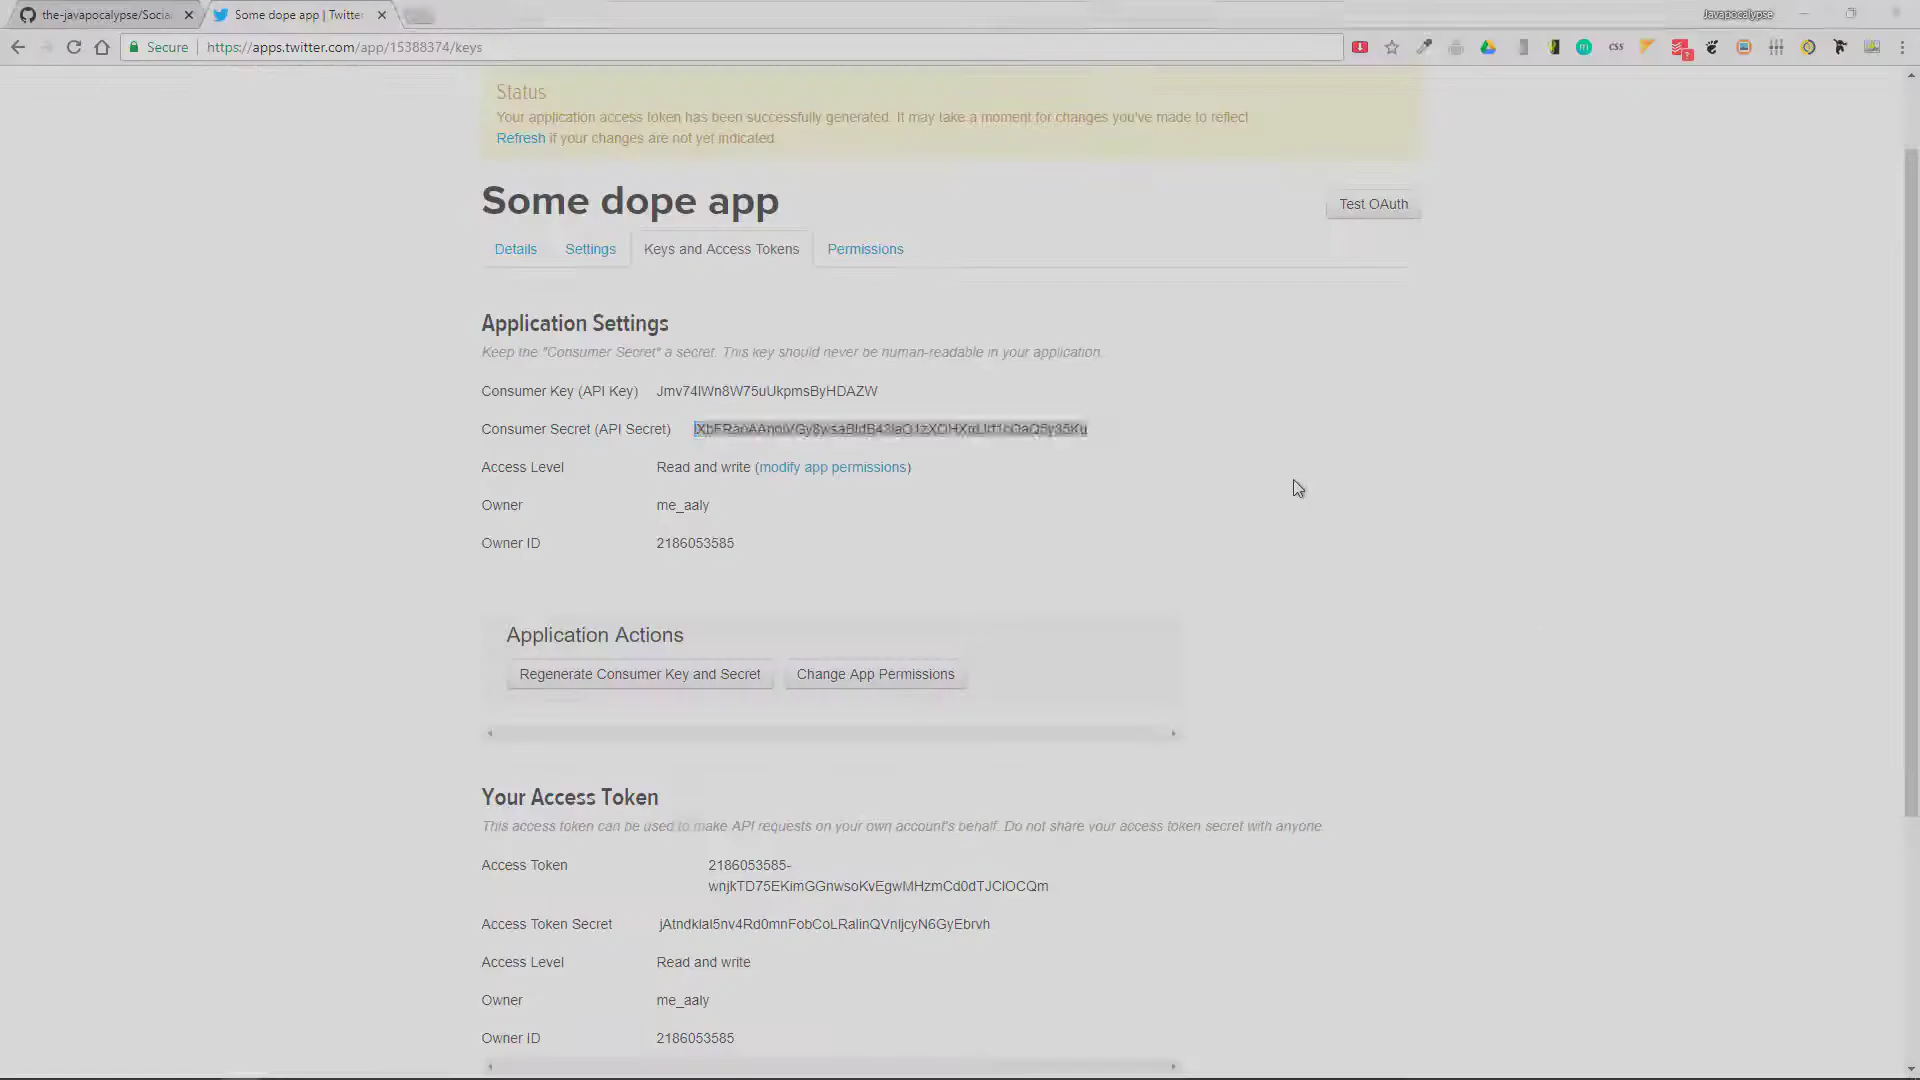 the-javapocalypse/Socia
Some dope app | Twitter
Javapocalypse
Secure
https://apps.twitter.com/app/15388374/keys
css
Status
Your application access token has been successfully generated. It may take a moment for changes you've made to reflect
Refresh if your changes are not yet indicated.
Some dope app
Test OAuth
Details
Settings
Keys and Access Tokens
Permissions
Application Settings
Keep the "Consumer Secret" a secret. This key should never be human-readable in your application.
Consumer Key (API Key) Jmv74lWn8W75uUkpmsByHDAZW
Consumer Secret (API Secret)
Access Level Read and write (modify app permissions)
Owner me_aaly
Owner ID 2186053585
Application Actions
Regenerate Consumer Key and Secret
Change App Permissions
Your Access Token
This access token can be used to make API requests on your own account's behalf. Do not share your access token secret with anyone.
Access Token 2186053585-
wnjkTD75EKimGGnwsoKvEgwMHzmCd0dTJClOCQm
Access Token Secret jAtndklal5nv4Rd0mnFobCoLRalinQVnljcyN6GyEbrvh
Access Level Read and write
Owner me_aaly
Owner ID 2186053585